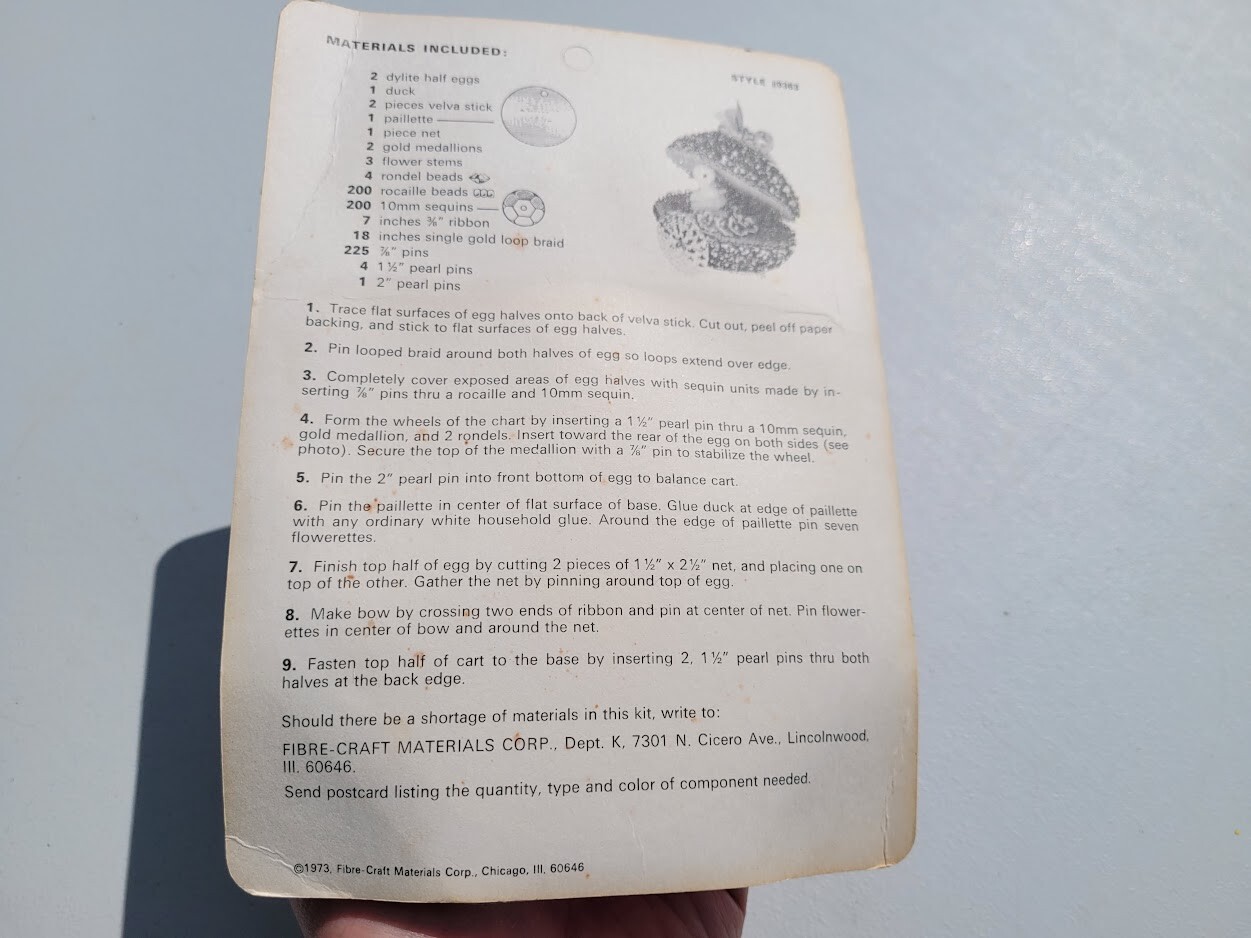 MATERIALS INCLUDED:
STYLE
2 dylite half eggs
1 duck
2 pieces velva stick
1 paillette
1 piece net
2 gold medallions
3 flower stems
4 rondel beads
200 rocaille beads
200 10mm sequins
7 inches ⅜" ribbon
18 inches single gold loop braid
225 ⅞" pins
4 1½" pearl pins
1 2" pearl pins
1. Trace flat surfaces of egg halves onto back of velva stick. Cut out, peel off paper
backing, and stick to flat surfaces of egg halves.
2. Pin looped braid around both halves of egg so loops extend over edge.
3. Completely cover exposed areas of egg halves with sequin units made by in-
serting ⅞" pins thru a rocaille and 10mm sequin.
4. Form the wheels of the chart by inserting a 1½" pearl pin thru a 10mm sequin,
gold medallion, and 2 rondels. Insert toward the rear of the egg on both sides (see
photo). Secure the top of the medallion with a ⅞" pin to stabilize the wheel.
5. Pin the 2" pearl pin into front bottom of egg to balance cart.
6. Pin the paillette in center of flat surface of base. Glue duck at edge of paillette
with any ordinary white household glue. Around the edge of paillette pin seven
flowerettes.
7. Finish top half of egg by cutting 2 pieces of 1½" x 2½" net, and placing one on
top of the other. Gather the net by pinning around top of egg.
8. Make bow by crossing two ends of ribbon and pin at center of net. Pin flower-
ettes in center of bow and around the net.
9. Fasten top half of cart to the base by inserting 2, 1½" pearl pins thru both
halves at the back edge.
Should there be a shortage of materials in this kit, write to:
FIBRE-CRAFT MATERIALS CORP., Dept. K, 7301 N. Cicero Ave., Lincolnwood,
Ill. 60646.
Send postcard listing the quantity, type and color of component needed.
©1973, Fibre-Craft Materials Corp., Chicago, Ill. 60646